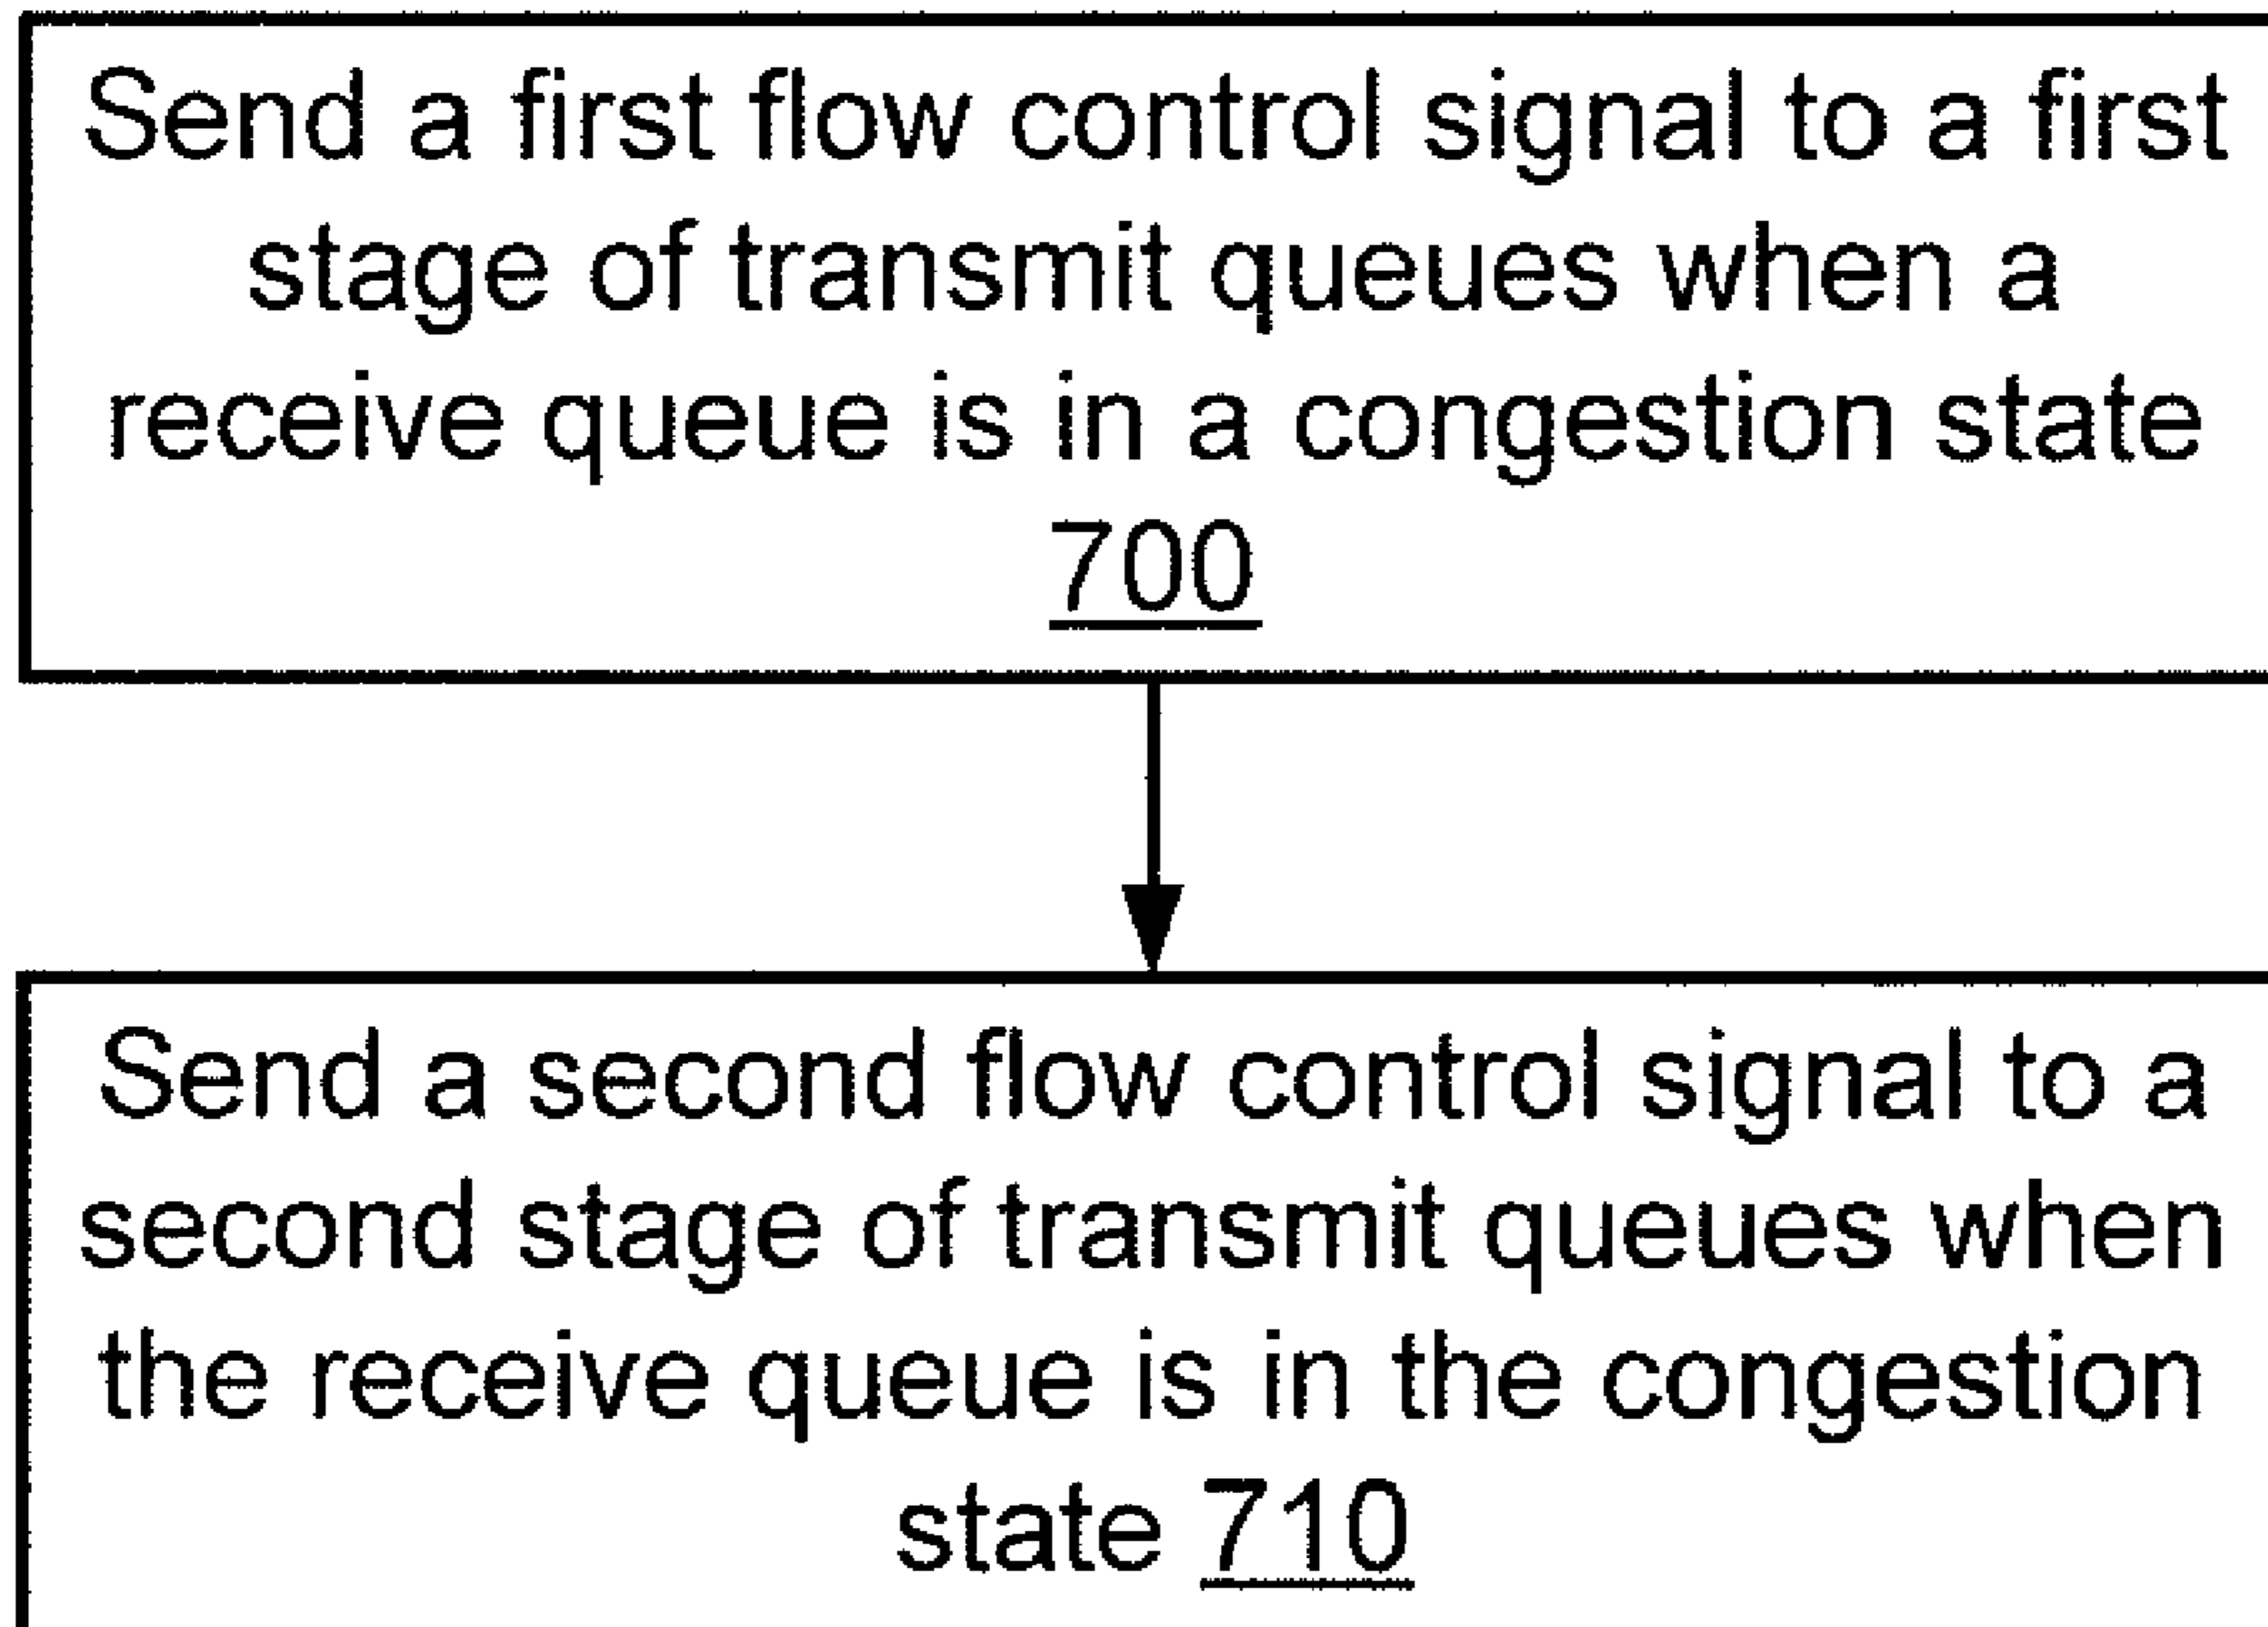 Send a first flow control signal to a first
stage of transmit queues when a
receive queue is in a congestion state
700
Send a second flow control signal to a
second stage of transmit queues when
the receive queue is in the congestion
state 710